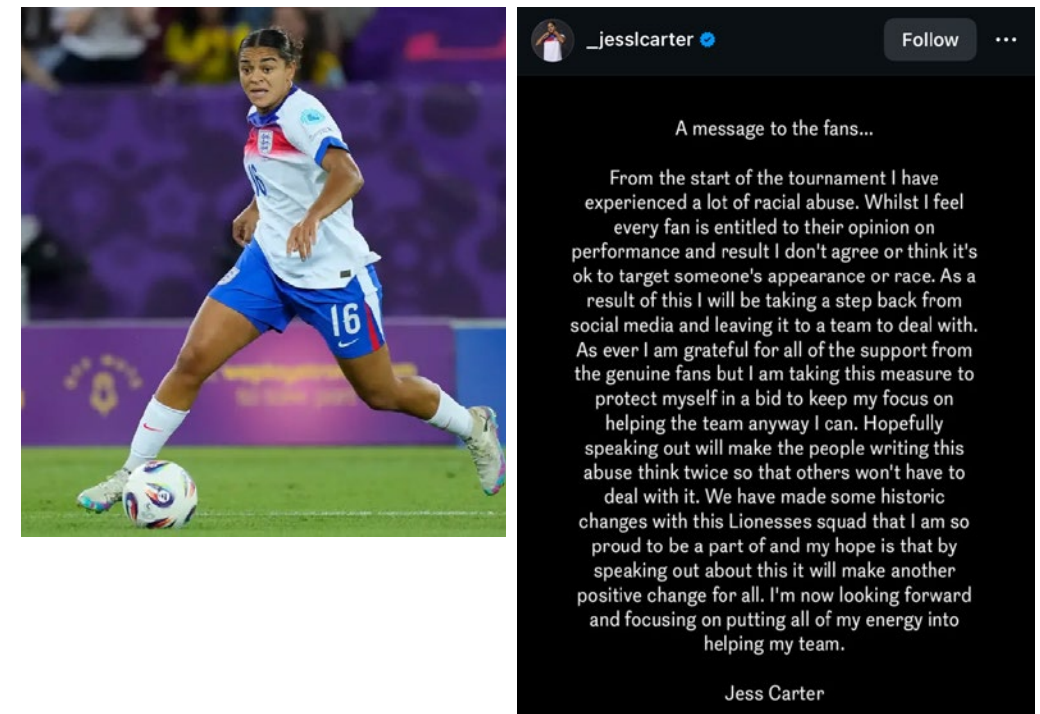 16
16
_jesslcarter
Follow
A message to the fans...
From the start of the tournament I have
experienced a lot of racial abuse. Whilst I feel
every fan is entitled to their opinion on
performance and result I don't agree or think it's
ok to target someone's appearance or race. As a
result of this I will be taking a step back from
social media and leaving it to a team to deal with.
As ever I am grateful for all of the support from
the genuine fans but I am taking this measure to
protect myself in a bid to keep my focus on
helping the team anyway I can. Hopefully
speaking out will make the people writing this
abuse think twice so that others won't have to
deal with it. We have made some historic
changes with this Lionesses squad that I am so
proud to be a part of and my hope is that by
speaking out about this it will make another
positive change for all. I'm now looking forward
and focusing on putting all of my energy into
helping my team.
Jess Carter